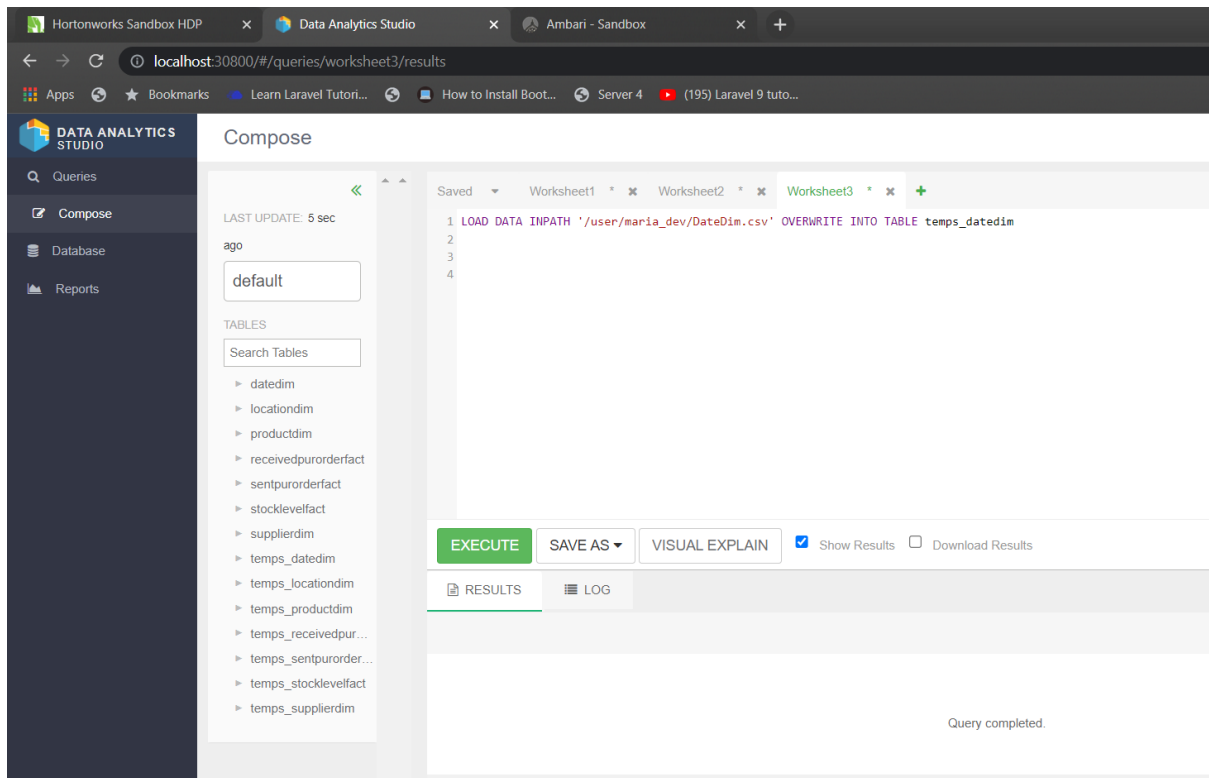 Hortonworks Sandbox HDP
Data Analytics Studio
Ambari - Sandbox
localhost:30800/#/queries/worksheet3/results
Apps Bookmarks Learn Laravel Tutori... How to Install Boot... Server 4 (195) Laravel 9 tuto...
DATA ANALYTICS
STUDIO
Queries
Compose
Database
Reports
Compose
LAST UPDATE: 5 sec
ago
default
TABLES
Search Tables
datedim
locationdim
productdim
receivedpurorderfact
sentpurorderfact
stocklevelfact
supplierdim
temps_datedim
temps_locationdim
temps_productdim
temps_receivedpur...
temps_sentpurorder...
temps_stocklevelfact
temps_supplierdim
Saved Worksheet1 * Worksheet2 * Worksheet3 *
1 LOAD DATA INPATH '/user/maria_dev/DateDim.csv' OVERWRITE INTO TABLE temps_datedim
2
3
4
EXECUTE SAVE AS VISUAL EXPLAIN Show Results Download Results
RESULTS LOG
Query completed.